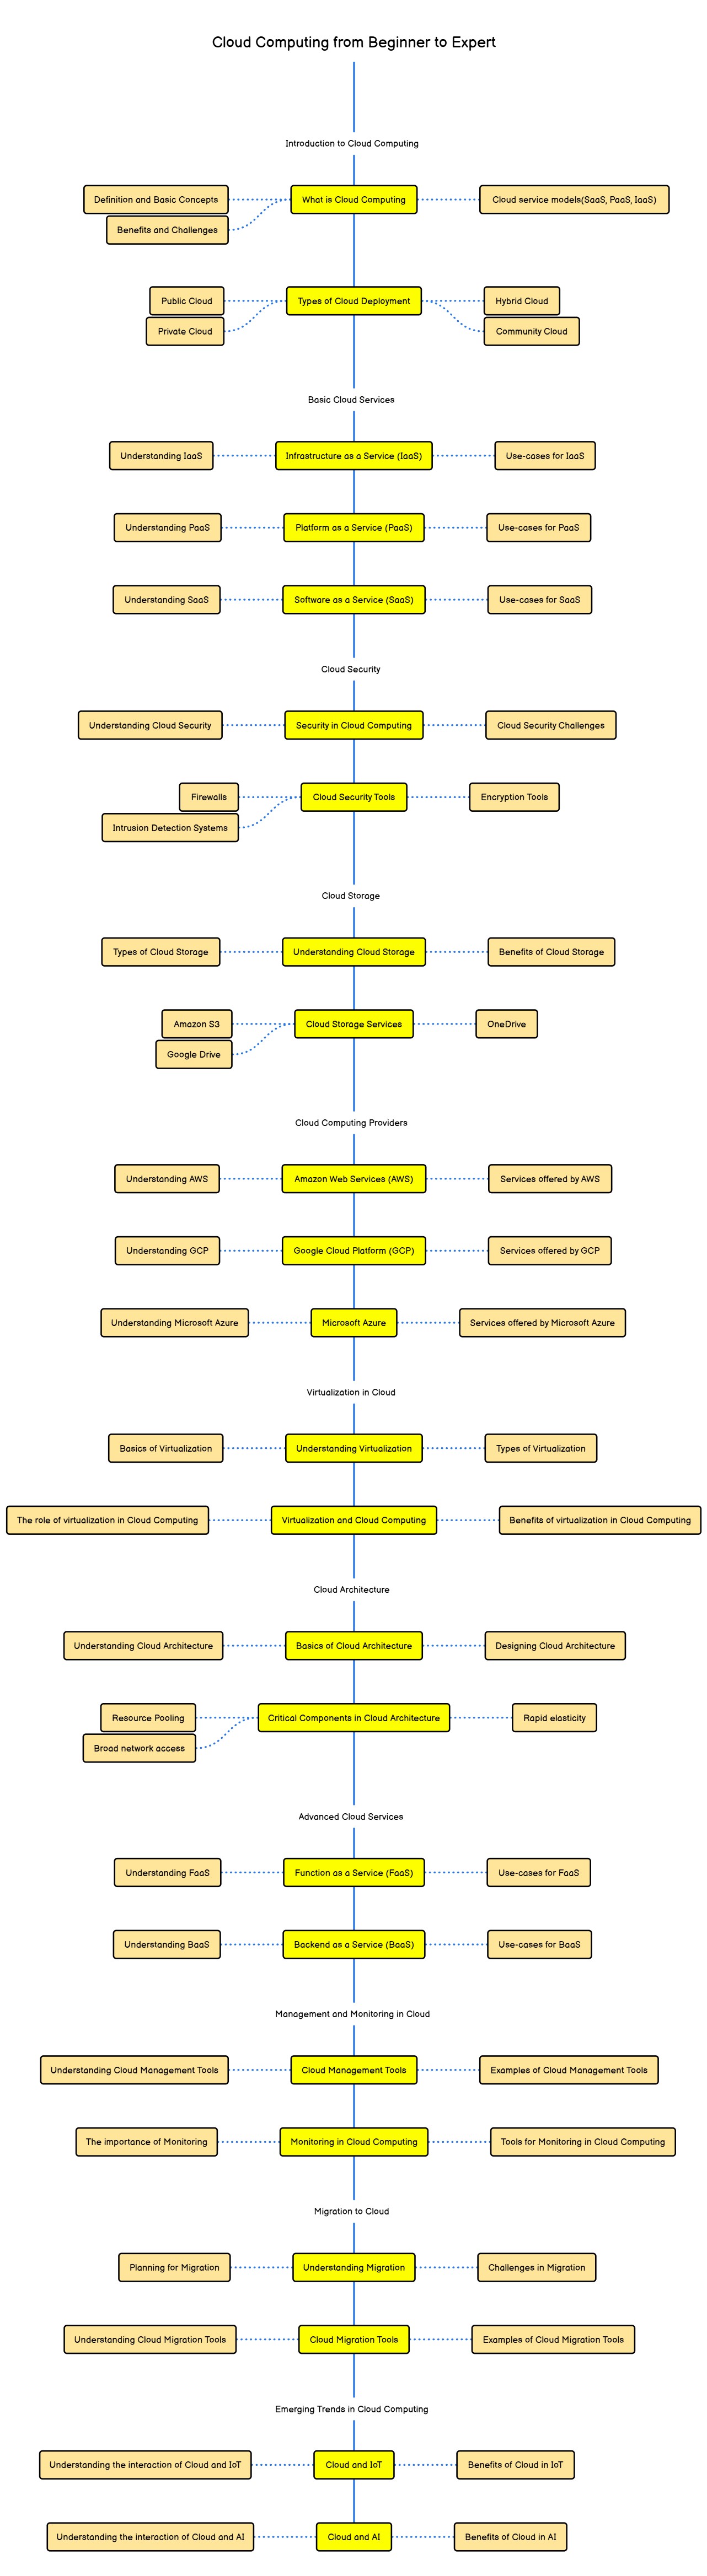 Cloud Computing from Beginner to Expert
Introduction to Cloud Computing
Definition and Basic Concepts
What is Cloud Computing
Cloud service models(SaaS, PaaS, IaaS)
Benefits and Challenges
Public Cloud
Types of Cloud Deployment
Hybrid Cloud
Private Cloud
Community Cloud
Basic Cloud Services
Understanding IaaS
Infrastructure as a Service (IaaS)
Use-cases for IaaS
Understanding PaaS
Platform as a Service (PaaS)
Use-cases for PaaS
Understanding SaaS
Software as a Service (SaaS)
Use-cases for SaaS
Cloud Security
Understanding Cloud Security
Security in Cloud Computing
Cloud Security Challenges
Firewalls
Cloud Security Tools
Encryption Tools
Intrusion Detection Systems
Cloud Storage
Types of Cloud Storage
Understanding Cloud Storage
Benefits of Cloud Storage
Amazon S3
Cloud Storage Services
OneDrive
Google Drive
Cloud Computing Providers
Understanding AWS
Amazon Web Services (AWS)
Services offered by AWS
Understanding GCP
Google Cloud Platform (GCP)
Services offered by GCP
Understanding Microsoft Azure
Microsoft Azure
Services offered by Microsoft Azure
Virtualization in Cloud
Basics of Virtualization
Understanding Virtualization
Types of Virtualization
The role of virtualization in Cloud Computing
Virtualization and Cloud Computing
Benefits of virtualization in Cloud Computing
Cloud Architecture
Understanding Cloud Architecture
Basics of Cloud Architecture
Designing Cloud Architecture
Resource Pooling
Critical Components in Cloud Architecture
Rapid elasticity
Broad network access
Advanced Cloud Services
Understanding FaaS
Function as a Service (FaaS)
Use-cases for FaaS
Understanding BaaS
Backend as a Service (BaaS)
Use-cases for BaaS
Management and Monitoring in Cloud
Understanding Cloud Management Tools
Cloud Management Tools
Examples of Cloud Management Tools
The importance of Monitoring
Monitoring in Cloud Computing
Tools for Monitoring in Cloud Computing
Migration to Cloud
Planning for Migration
Understanding Migration
Challenges in Migration
Understanding Cloud Migration Tools
Cloud Migration Tools
Examples of Cloud Migration Tools
Emerging Trends in Cloud Computing
Understanding the interaction of Cloud and IoT
Cloud and IoT
Benefits of Cloud in IoT
Understanding the interaction of Cloud and AI
Cloud and AI
Benefits of Cloud in AI